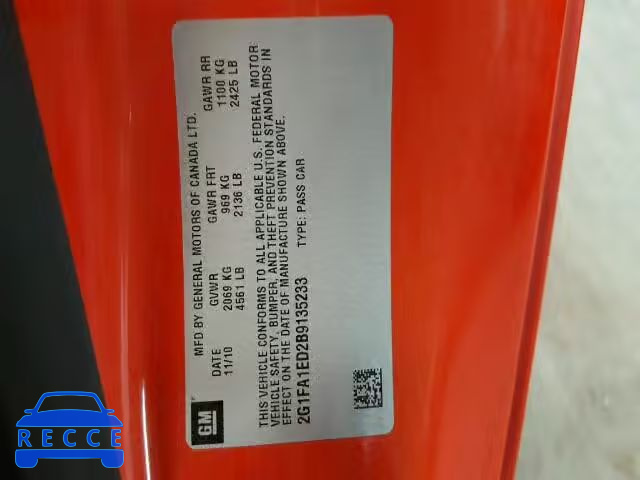 MFD BY GENERAL MOTORS OF CANADA LTD.
DATE GVWR GAWR FRT GAWR RR
11/10 2069 KG 969 KG 1100 KG
4561 LB 2136 LB 2425 LB
THIS VEHICLE CONFORMS TO ALL APPLICABLE U.S. FEDERAL MOTOR
VEHICLE SAFETY, BUMPER, AND THEFT PREVENTION STANDARDS IN
EFFECT ON THE DATE OF MANUFACTURE SHOWN ABOVE.
2G1FA1ED2B9135233 TYPE: PASS CAR
GM
RECCE